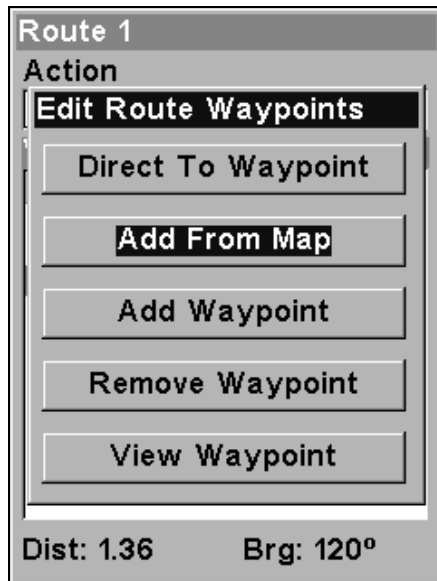 Route 1
Action
Edit Route Waypoints
Direct To Waypoint
Add From Map
Add Waypoint
Remove Waypoint
View Waypoint
Dist: 1.36 Brg: 120º